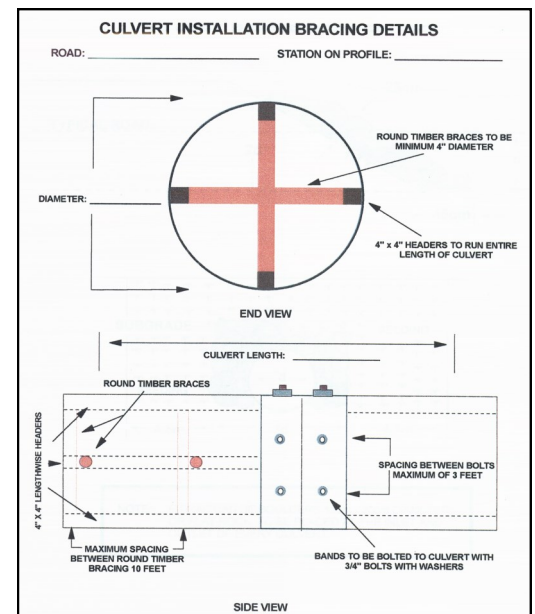 CULVERT INSTALLATION BRACING DETAILS
ROAD: STATION ON PROFILE:
ROUND TIMBER BRACES TO BE
MINIMUM 4" DIAMETER
DIAMETER:
4" x 4" HEADERS TO RUN ENTIRE
LENGTH OF CULVERT
END VIEW
CULVERT LENGTH:
ROUND TIMBER BRACES
4" X 4" LENGTHWISE HEADERS
SPACING BETWEEN BOLTS
MAXIMUM OF 3 FEET
MAXIMUM SPACING
BETWEEN ROUND TIMBER
BRACING 10 FEET
BANDS TO BE BOLTED TO CULVERT WITH
3/4" BOLTS WITH WASHERS
SIDE VIEW